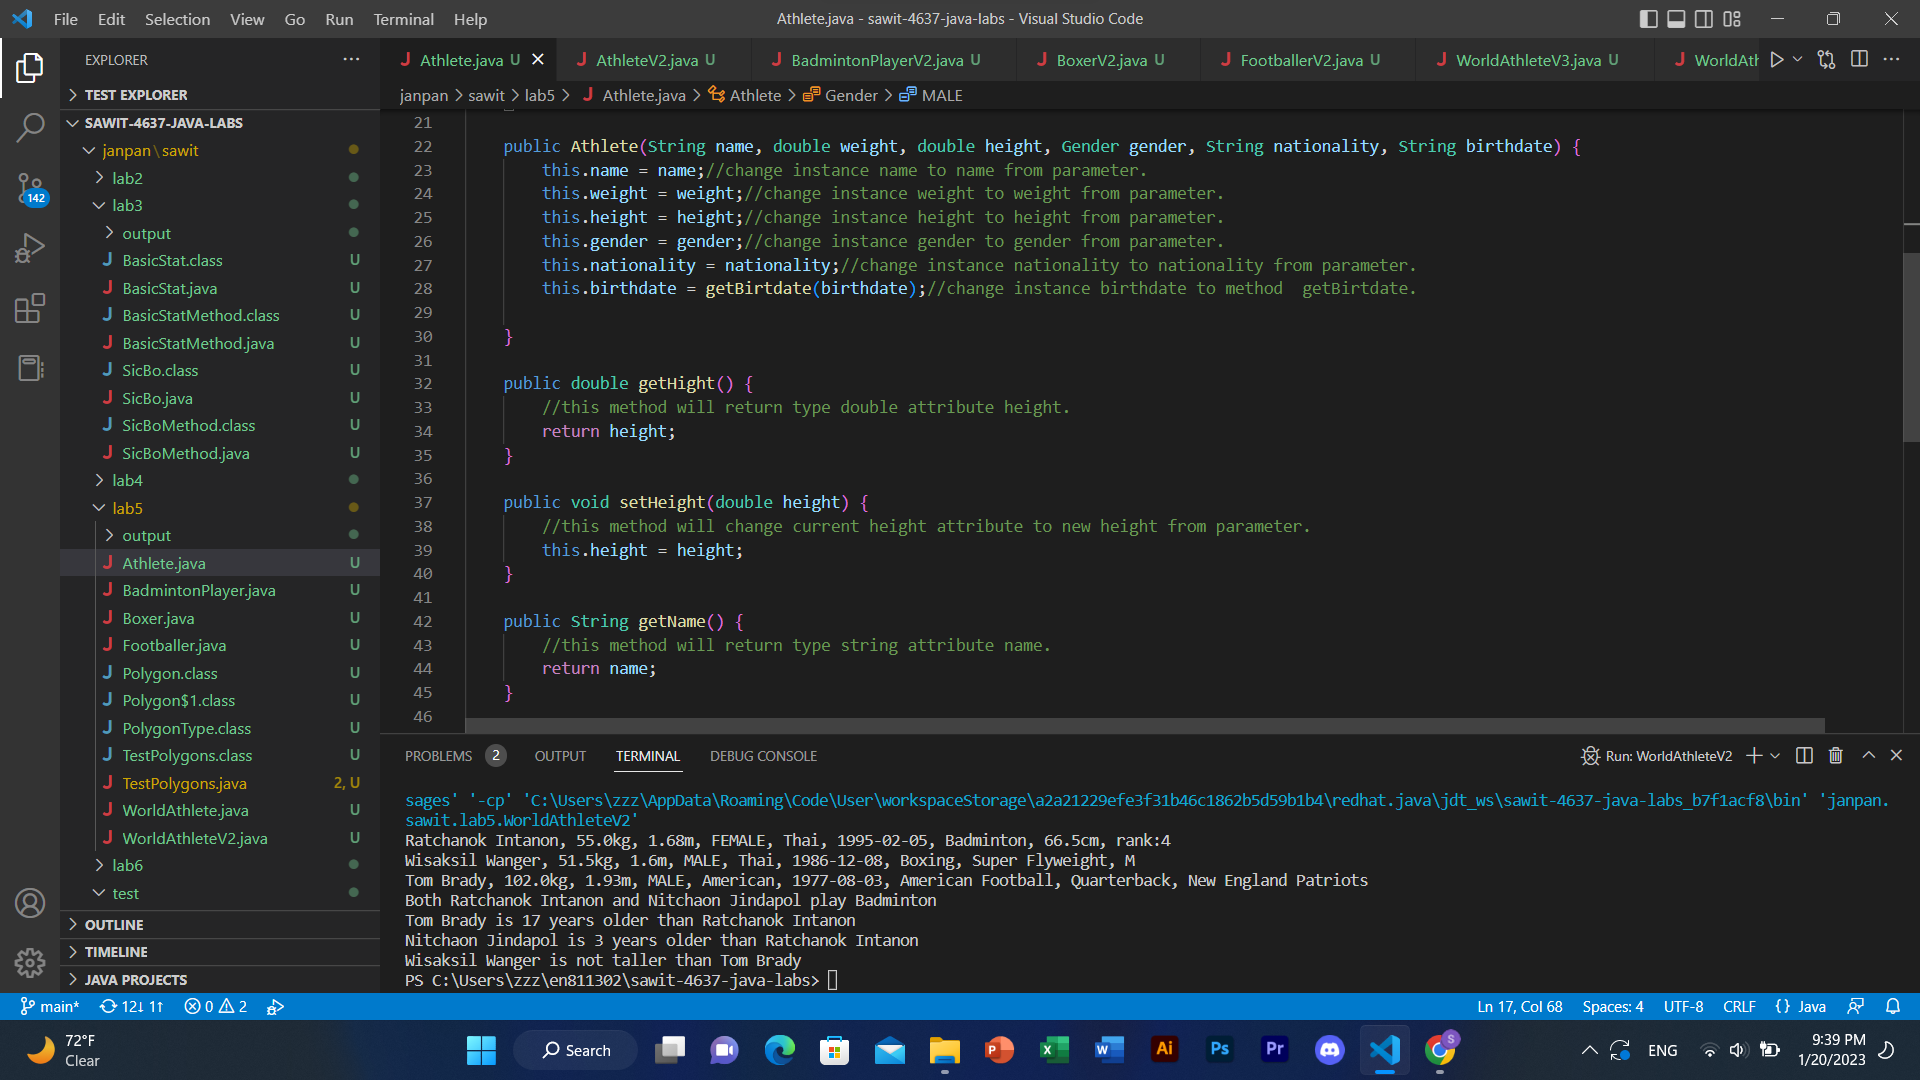 File Edit Selection View Go Run Terminal Help
Athlete.java - sawit-4637-java-labs - Visual Studio Code
EXPLORER
Athlete.java U
AthleteV2.java U
BadmintonPlayerV2.java U
BoxerV2.java U
FootballerV2.java U
WorldAthleteV3.java U
WorldAth
janpan > sawit > lab5 > Athlete.java > Athlete > Gender > MALE
TEST EXPLORER
SAWIT-4637-JAVA-LABS
janpan\sawit
lab2
lab3
output
BasicStat.class U
BasicStat.java U
BasicStatMethod.class U
BasicStatMethod.java U
SicBo.class U
SicBo.java U
SicBoMethod.class U
SicBoMethod.java U
lab4
lab5
output
Athlete.java U
BadmintonPlayer.java U
Boxer.java U
Footballer.java U
Polygon.class U
Polygon$1.class U
PolygonType.class U
TestPolygons.class U
TestPolygons.java 2, U
WorldAthlete.java U
WorldAthleteV2.java U
lab6
test
OUTLINE
TIMELINE
JAVA PROJECTS
142
21
22 public Athlete(String name, double weight, double height, Gender gender, String nationality, String birthdate) {
23 this.name = name;//change instance name to name from parameter.
24 this.weight = weight;//change instance weight to weight from parameter.
25 this.height = height;//change instance height to height from parameter.
26 this.gender = gender;//change instance gender to gender from parameter.
27 this.nationality = nationality;//change instance nationality to nationality from parameter.
28 this.birthdate = getBirtdate(birthdate);//change instance birthdate to method  getBirtdate.
29
30 }
31
32 public double getHight() {
33 //this method will return type double attribute height.
34 return height;
35 }
36
37 public void setHeight(double height) {
38 //this method will change current height attribute to new height from parameter.
39 this.height = height;
40 }
41
42 public String getName() {
43 //this method will return type string attribute name.
44 return name;
45 }
46
PROBLEMS 2 OUTPUT TERMINAL DEBUG CONSOLE
Run: WorldAthleteV2
sages' '-cp' 'C:\Users\zzz\AppData\Roaming\Code\User\workspaceStorage\a2a21229efe3f31b46c1862b5d59b1b4\redhat.java\jdt_ws\sawit-4637-java-labs_b7f1acf8\bin' 'janpan.
sawit.lab5.WorldAthleteV2'
Ratchanok Intanon, 55.0kg, 1.68m, FEMALE, Thai, 1995-02-05, Badminton, 66.5cm, rank:4
Wisaksil Wanger, 51.5kg, 1.6m, MALE, Thai, 1986-12-08, Boxing, Super Flyweight, M
Tom Brady, 102.0kg, 1.93m, MALE, American, 1977-08-03, American Football, Quarterback, New England Patriots
Both Ratchanok Intanon and Nitchaon Jindapol play Badminton
Tom Brady is 17 years older than Ratchanok Intanon
Nitchaon Jindapol is 3 years older than Ratchanok Intanon
Wisaksil Wanger is not taller than Tom Brady
PS C:\Users\zzz\en811302\sawit-4637-java-labs>
main* 12↓ 1↑ 0 2
Ln 17, Col 68 Spaces: 4 UTF-8 CRLF {} Java
72°F
Clear
Search
Ai Ps Pr
S
ENG
9:39 PM
1/20/2023